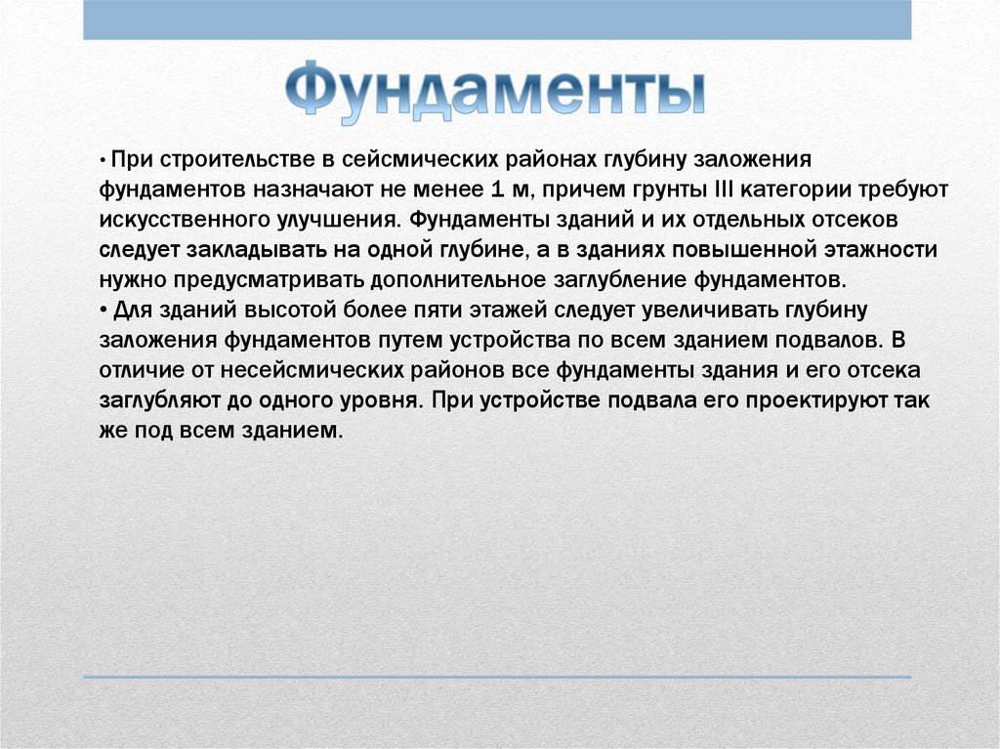 Фундаменты
• При строительстве в сейсмических районах глубину заложения
фундаментов назначают не менее 1 м, причем грунты III категории требуют
искусственного улучшения. Фундаменты зданий и их отдельных отсеков
следует закладывать на одной глубине, а в зданиях повышенной этажности
нужно предусматривать дополнительное заглубление фундаментов.
• Для зданий высотой более пяти этажей следует увеличивать глубину
заложения фундаментов путем устройства по всем зданием подвалов. В
отличие от несейсмических районов все фундаменты здания и его отсека
заглубляют до одного уровня. При устройстве подвала его проектируют так
же под всем зданием.